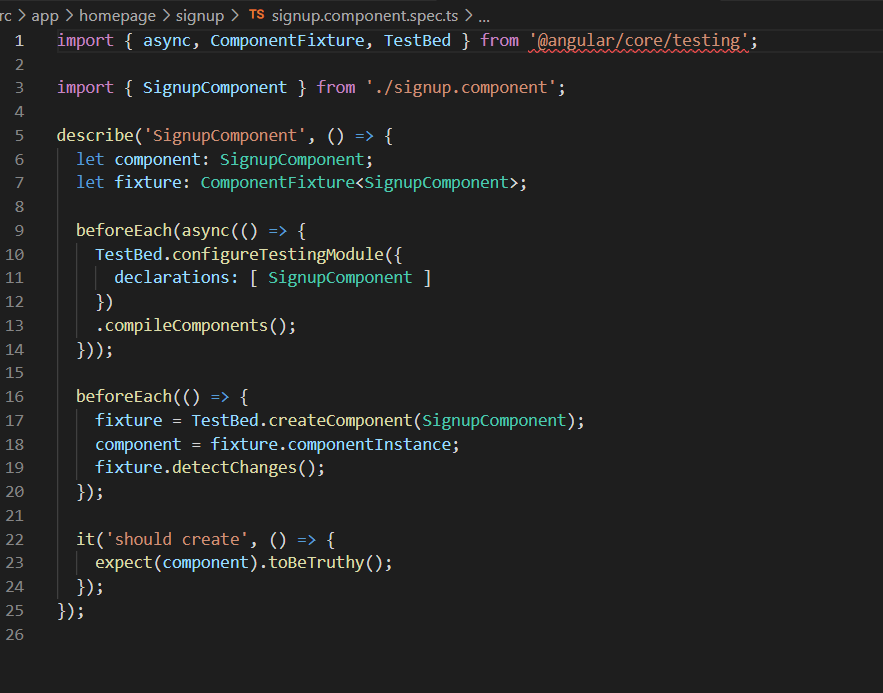 rc > app > homepage > signup > TS signup.component.spec.ts > ...
1 import { async, ComponentFixture, TestBed } from '@angular/core/testing';
2
3 import { SignupComponent } from './signup.component';
4
5 describe('SignupComponent', () => {
6   let component: SignupComponent;
7   let fixture: ComponentFixture<SignupComponent>;
8
9   beforeEach(async(() => {
10     TestBed.configureTestingModule({
11       declarations: [ SignupComponent ]
12     })
13     .compileComponents();
14   }));
15
16   beforeEach(() => {
17     fixture = TestBed.createComponent(SignupComponent);
18     component = fixture.componentInstance;
19     fixture.detectChanges();
20   });
21
22   it('should create', () => {
23     expect(component).toBeTruthy();
24   });
25 });
26